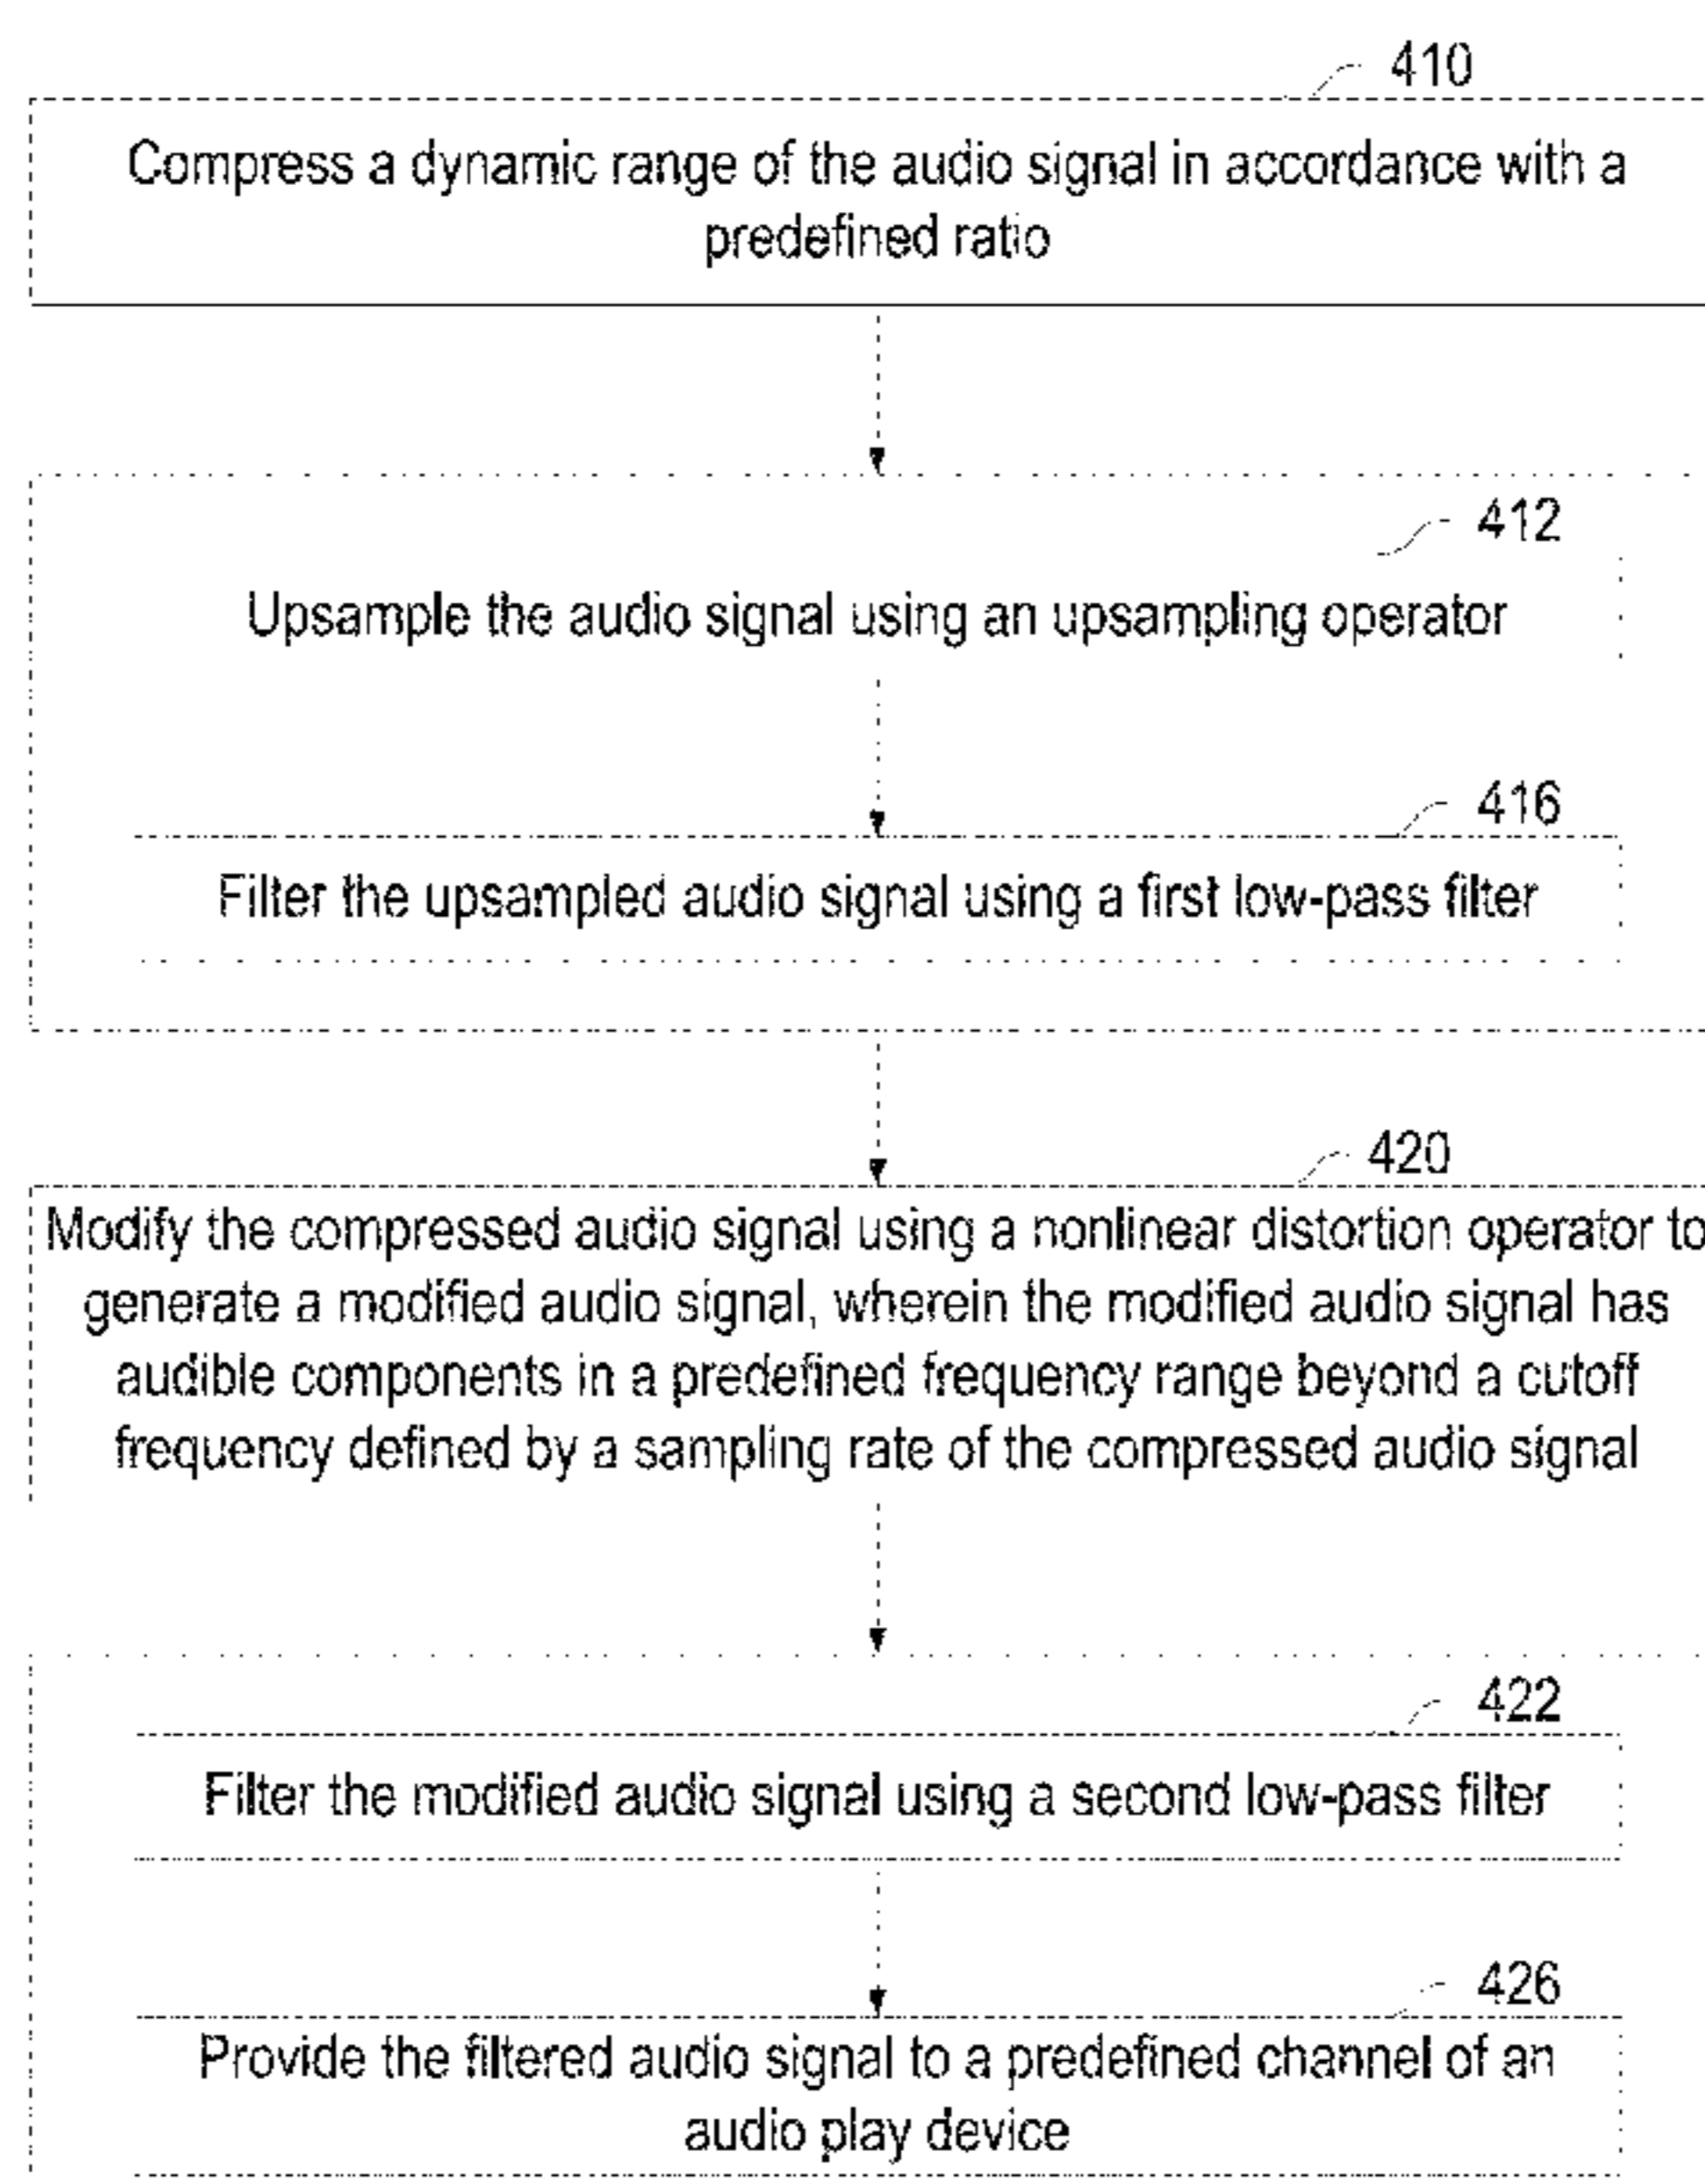 410
Compress a dynamic range of the audio signal in accordance with a
predefined ratio
412
Upsample the audio signal using an upsampling operator
416
Filter the upsampled audio signal using a first low-pass filter
420
Modify the compressed audio signal using a nonlinear distortion operator to
generate a modified audio signal, wherein the modified audio signal has
audible components in a predefined frequency range beyond a cutoff
frequency defined by a sampling rate of the compressed audio signal
422
Filter the modified audio signal using a second low-pass filter
426
Provide the filtered audio signal to a predefined channel of an
audio play device